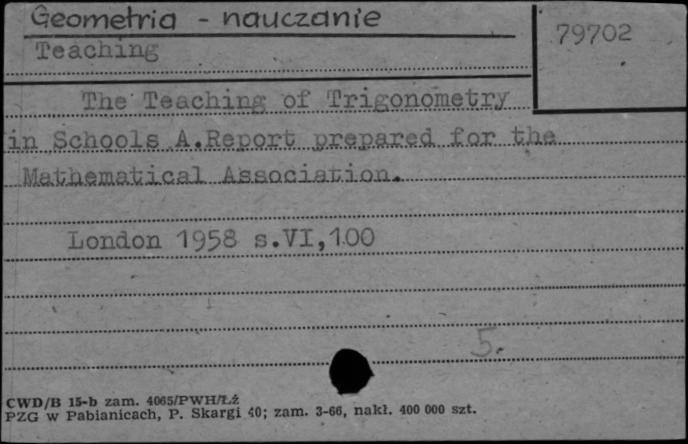 Geometria - nauczanie
79702
Teaching
The Teaching of Trigonometry
in Schools A.Report prepared for the
Mathematical Association.
London 1958 s.VI,100
5.
CWD/B 15-b zam. 4065/PWH/Łż
PZG w Pabianicach, P. Skargi 40; zam. 3-66, nakł. 400 000 szt.